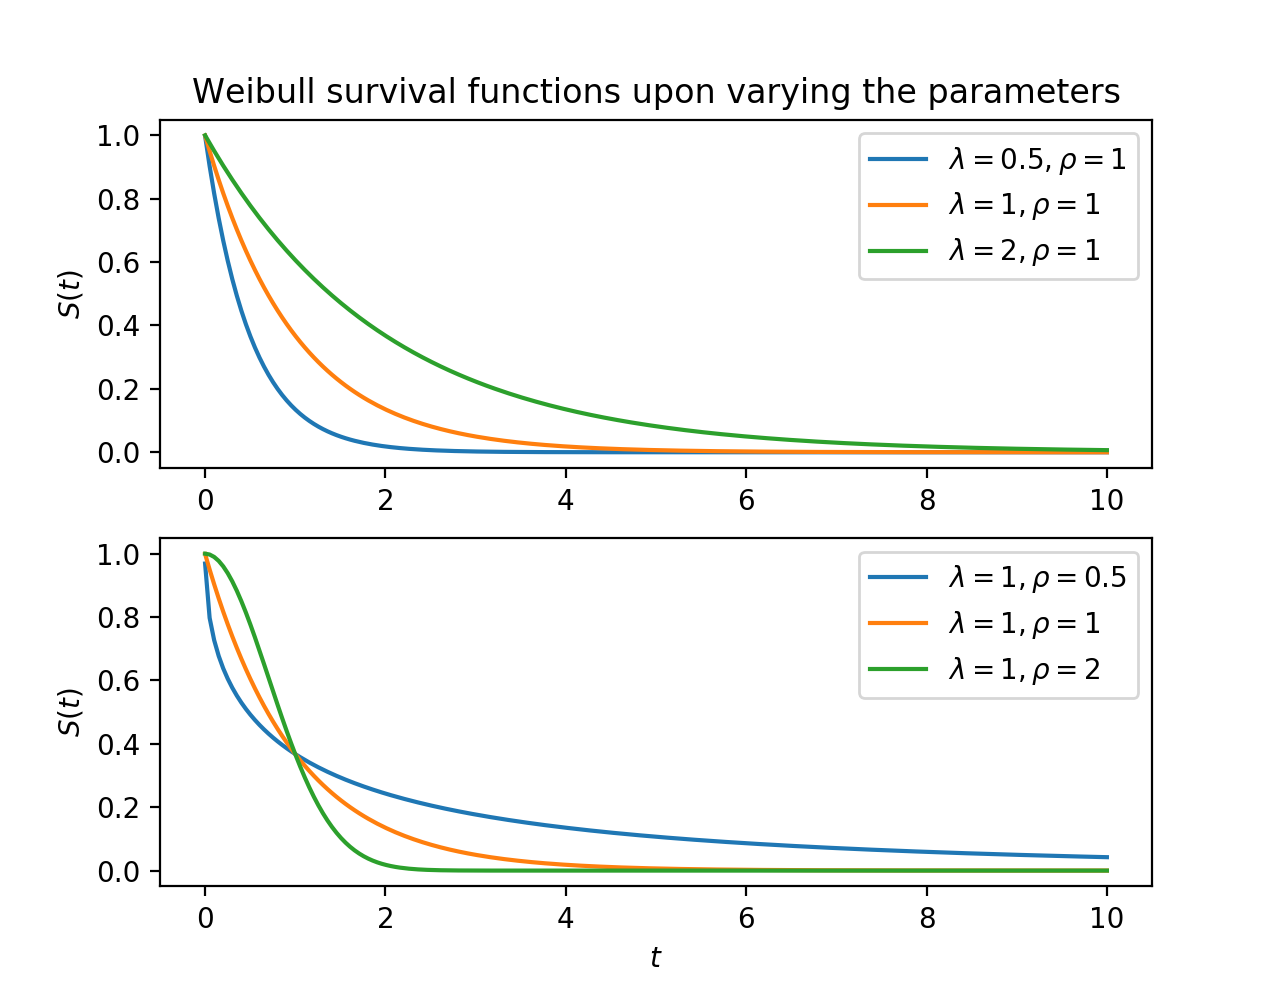 Weibull survival functions upon varying the parameters
1.0
0.8
0.6
0.4
0.2
0.0
S(t)
λ = 0.5, ρ = 1
λ = 1, ρ = 1
λ = 2, ρ = 1
0 2 4 6 8 10
1.0
0.8
0.6
0.4
0.2
0.0
S(t)
λ = 1, ρ = 0.5
λ = 1, ρ = 1
λ = 1, ρ = 2
0 2 4 6 8 10
t